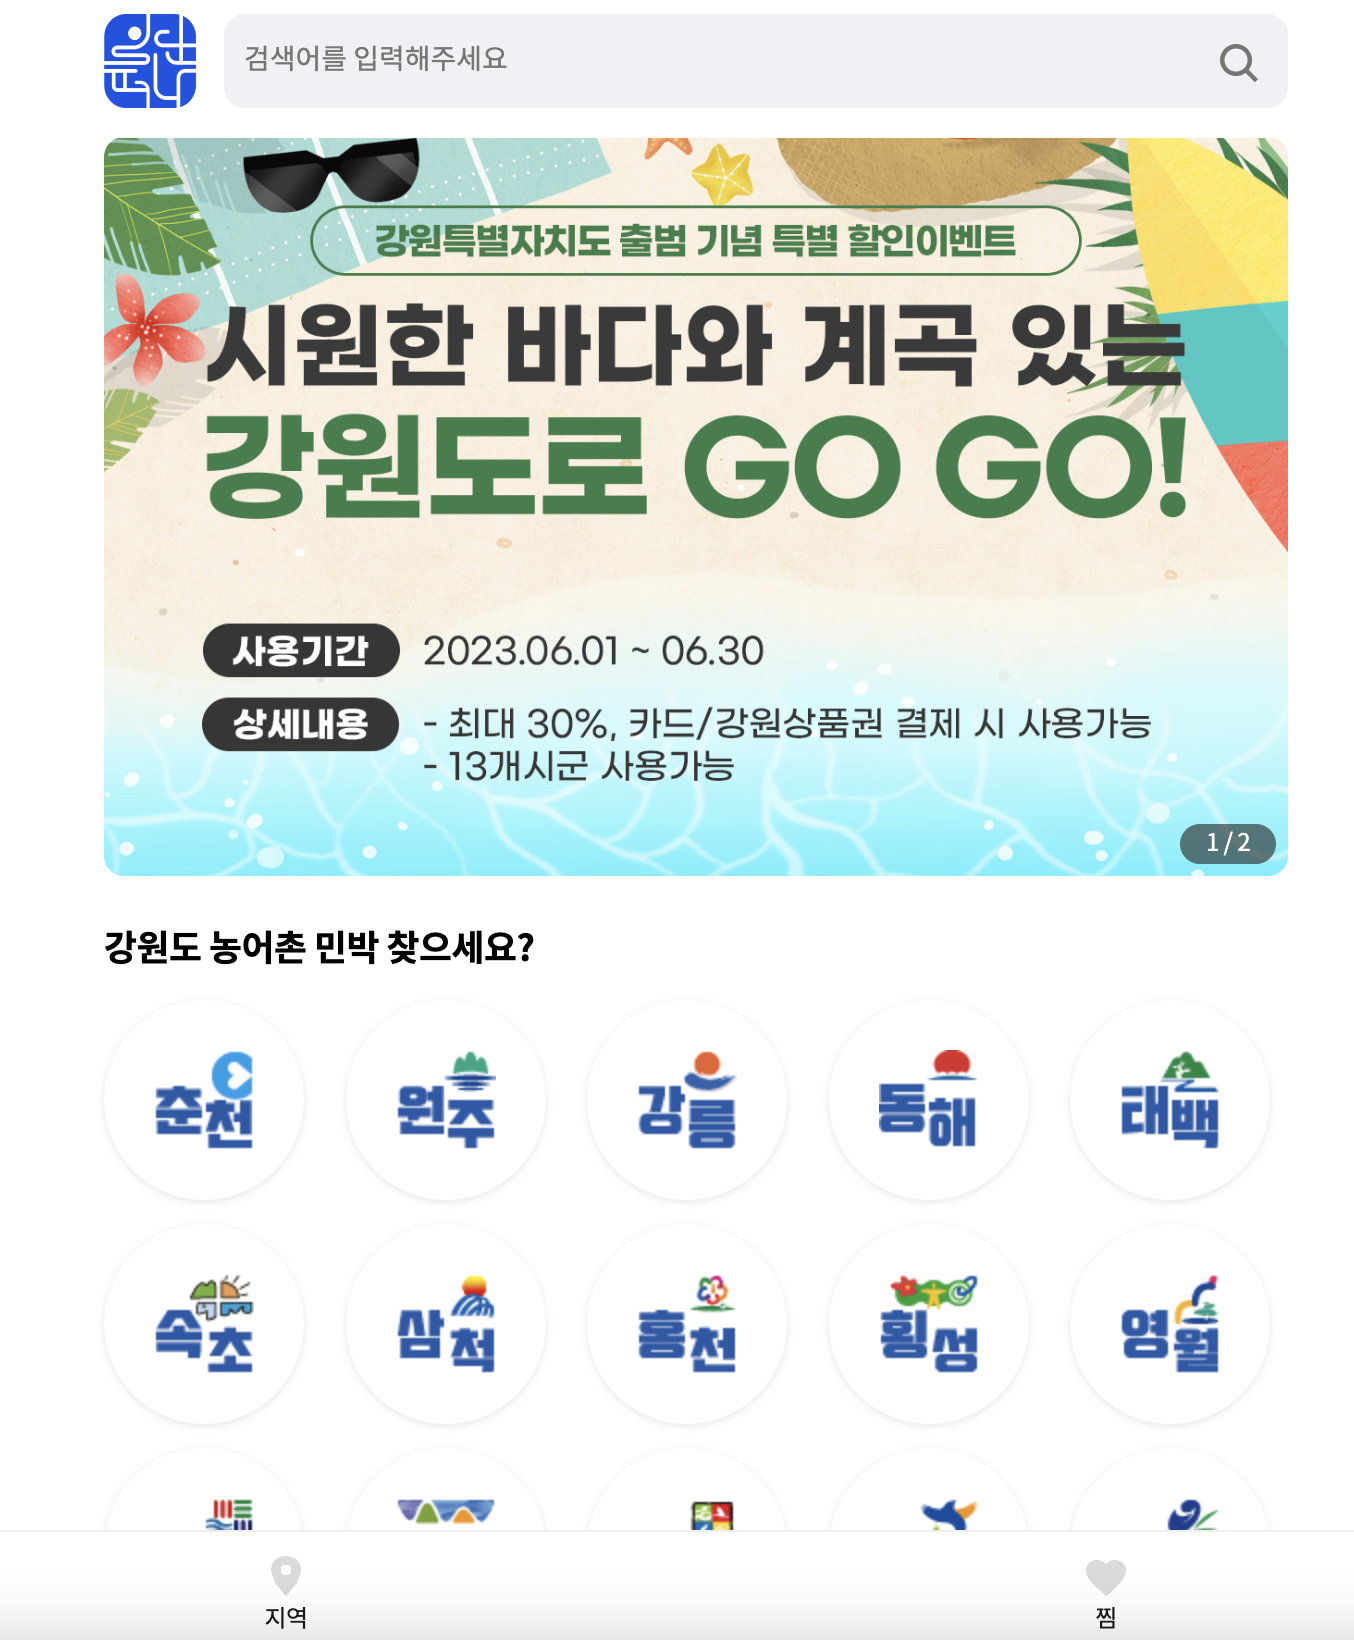 검색어를 입력해주세요
강원특별자치도 출범 기념 특별 할인이벤트
시원한 바다와 계곡 있는
강원도로 GO GO!
사용기간 2023.06.01 ~ 06.30
상세내용 - 최대 30%, 카드/강원상품권 결제 시 사용가능
- 13개시군 사용가능
1 / 2
강원도 농어촌 민박 찾으세요?
춘천 원주 강릉 동해 태백
속초 삼척 홍천 횡성 영월
지역 찜